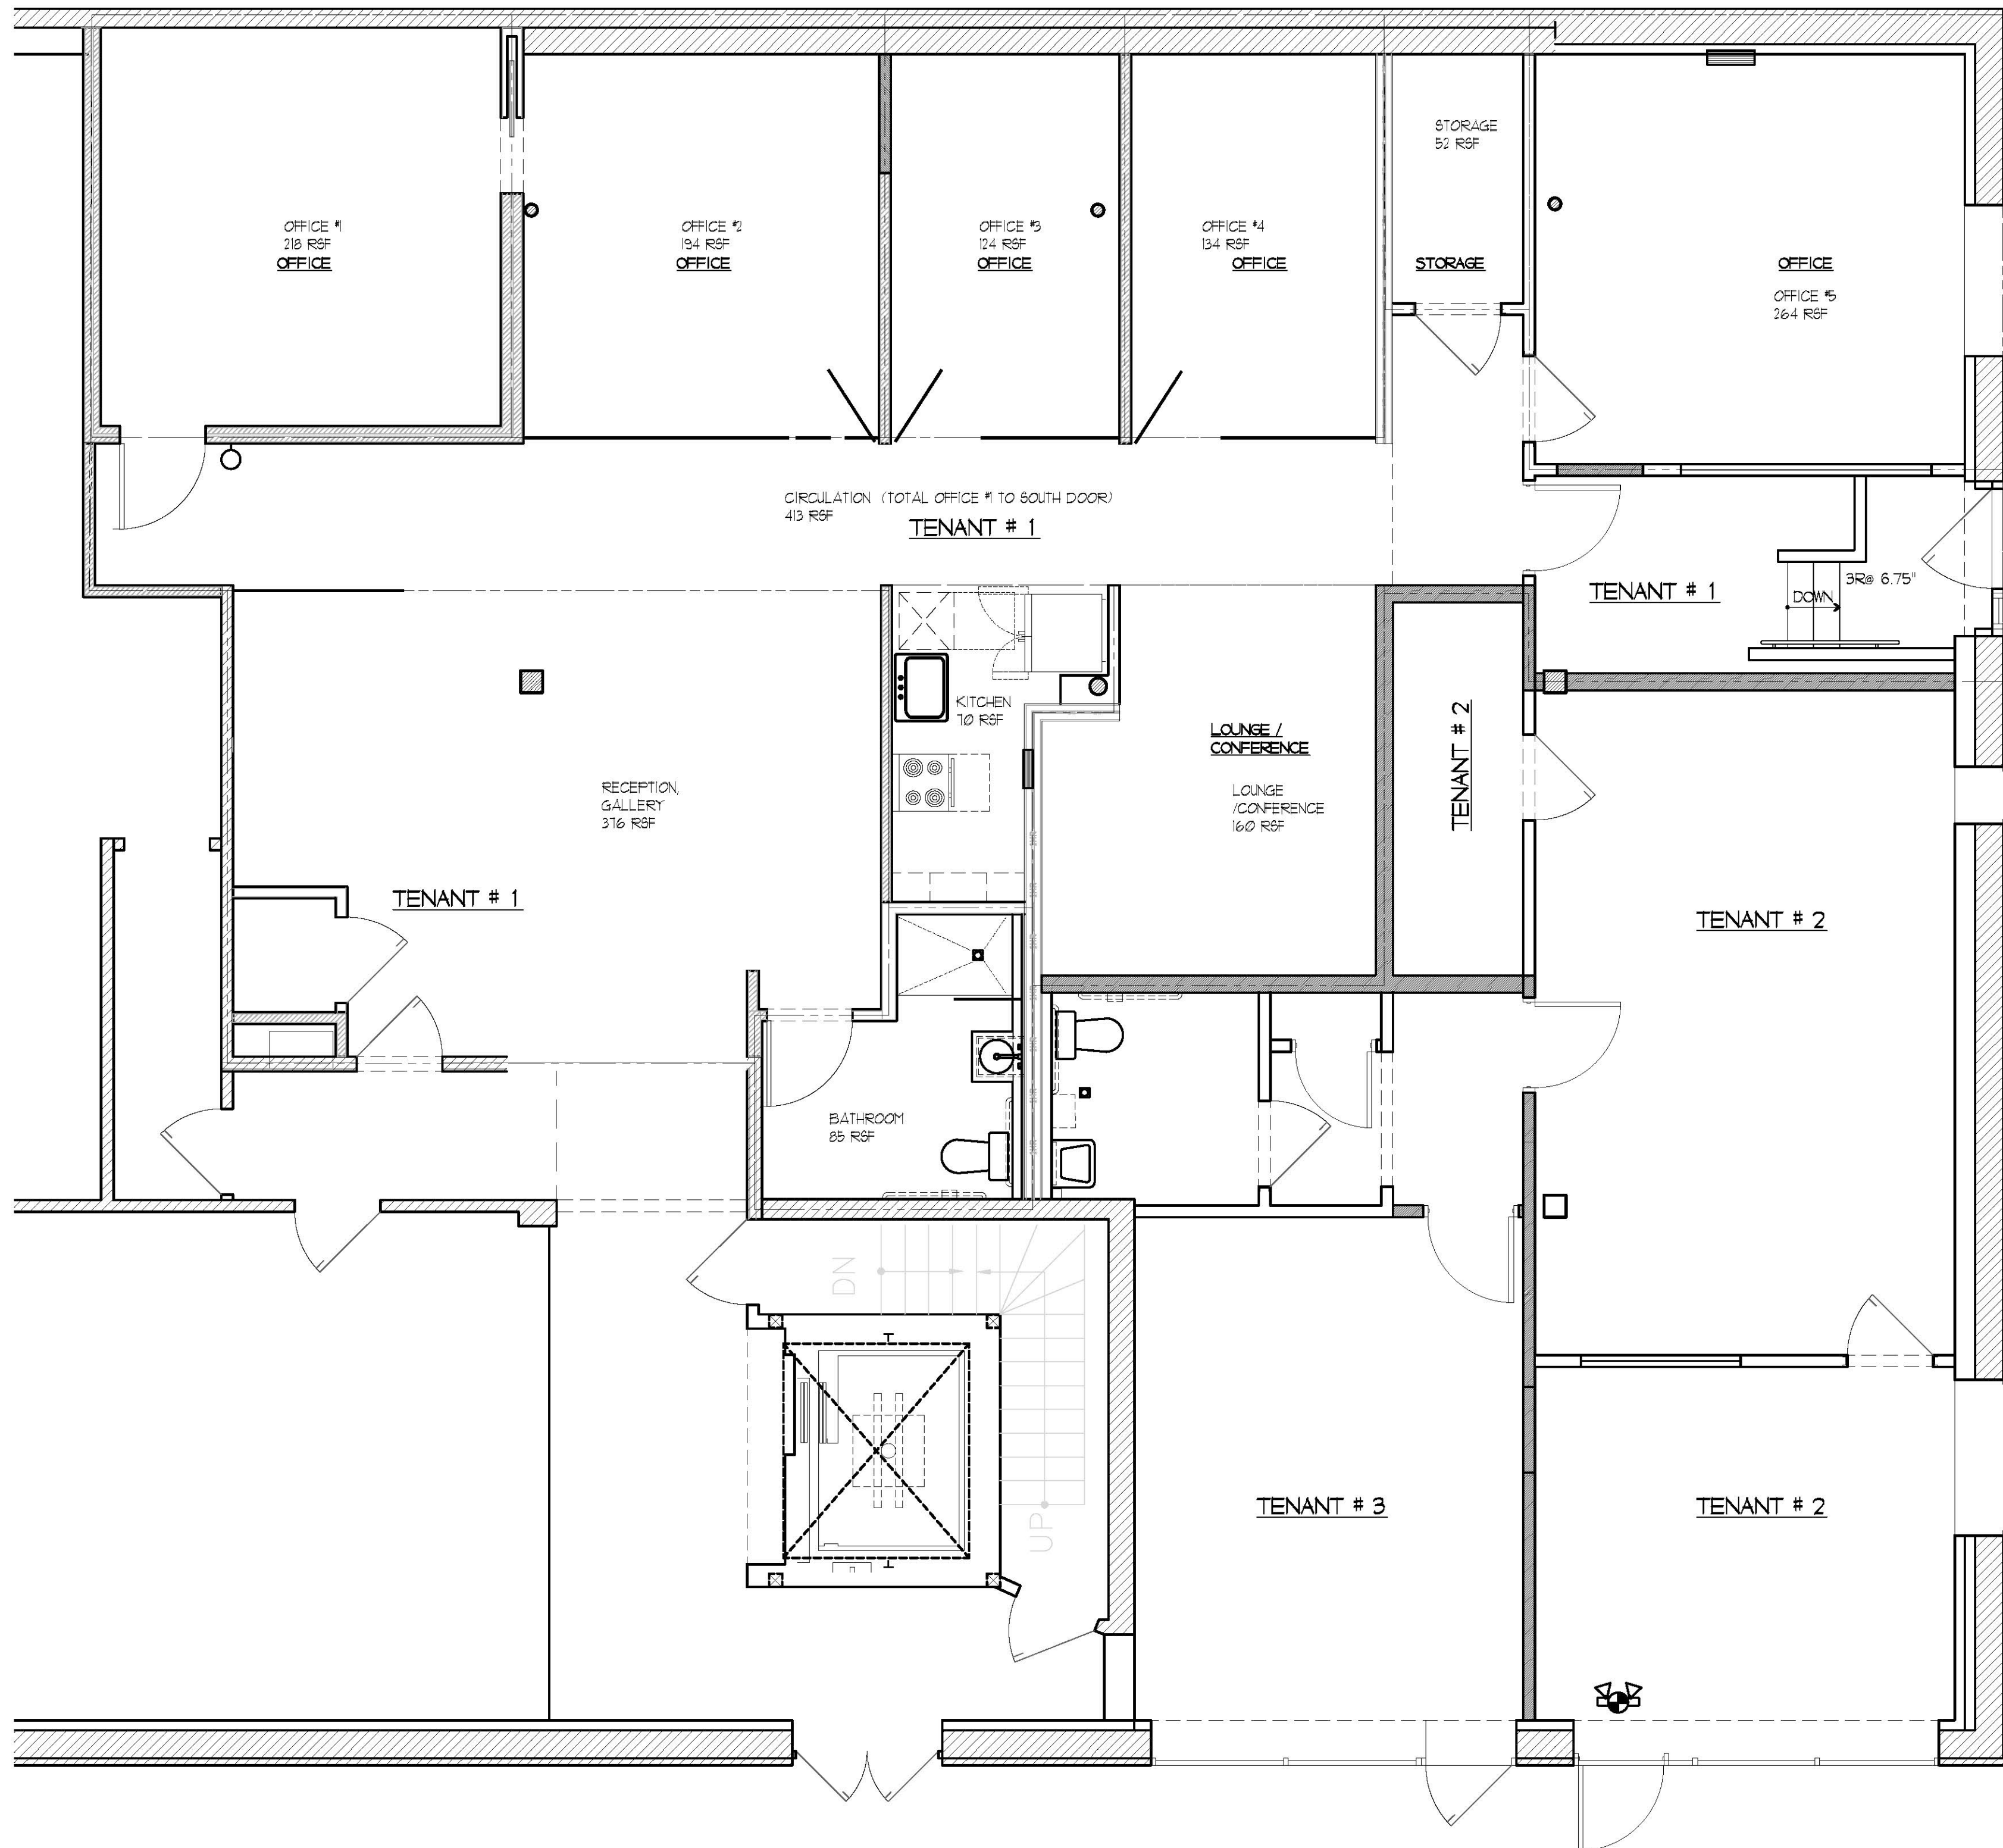 STORAGE
52 RSF
OFFICE #1
218 RSF
OFFICE
OFFICE #2
194 RSF
OFFICE
OFFICE #3
124 RSF
OFFICE
OFFICE #4
134 RSF
OFFICE
STORAGE
OFFICE
OFFICE #5
264 RSF
CIRCULATION (TOTAL OFFICE #1 TO SOUTH DOOR)
413 RSF
TENANT # 1
TENANT # 1
3R@ 6.75"
DOWN
KITCHEN
70 RSF
LOUNGE /
CONFERENCE
LOUNGE
/CONFERENCE
160 RSF
TENANT # 2
RECEPTION,
GALLERY
376 RSF
TENANT # 1
TENANT # 2
BATHROOM
85 RSF
DN
UP
TENANT # 3
TENANT # 2